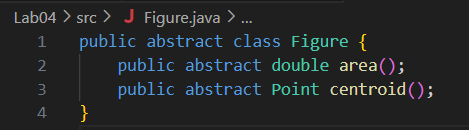 Lab04 > src > J Figure.java > ...
1 public abstract class Figure {
2 public abstract double area();
3 public abstract Point centroid();
4 }